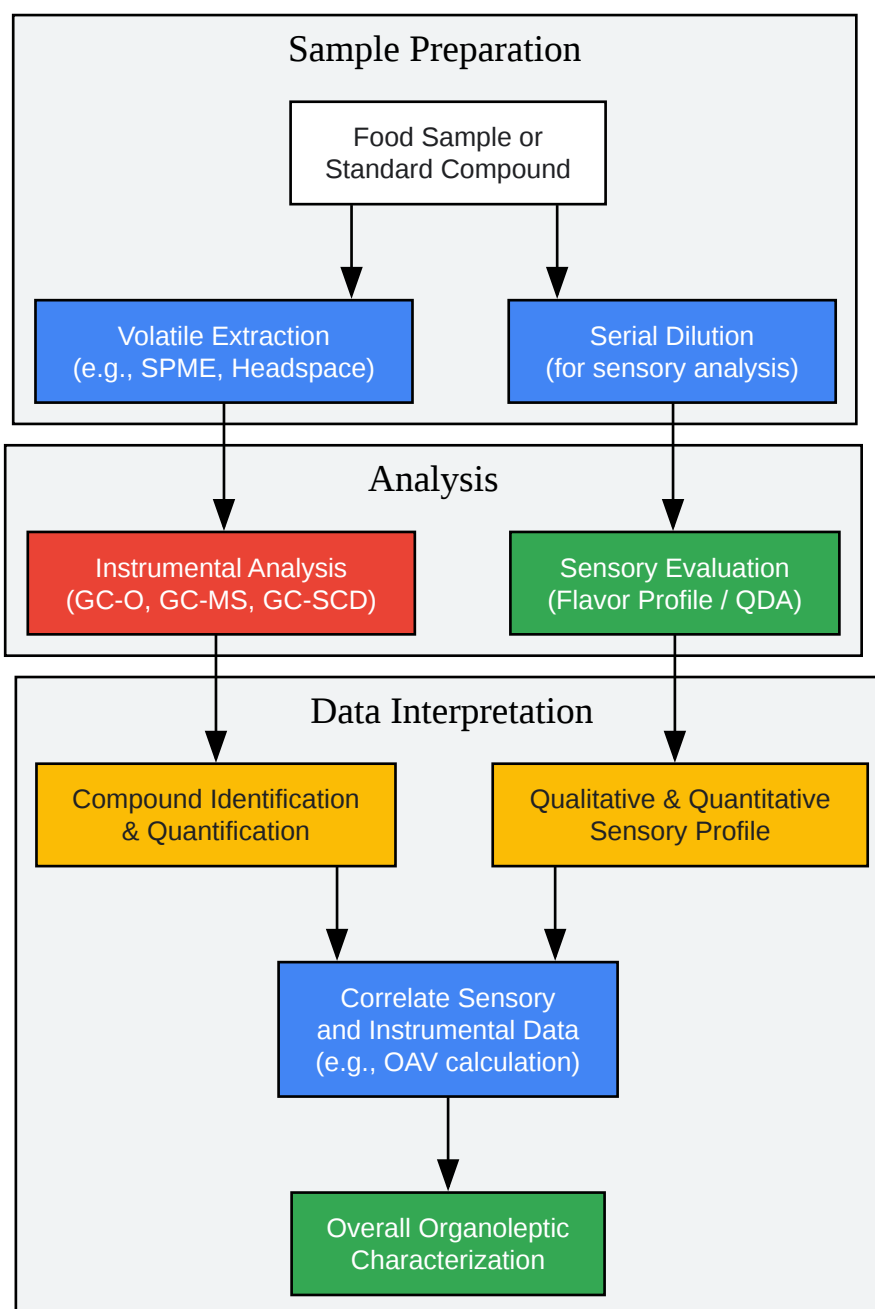 Sample Preparation
Food Sample or
Standard Compound
Volatile Extraction
(e.g., SPME, Headspace)
Serial Dilution
(for sensory analysis)
Analysis
Instrumental Analysis
(GC-O, GC-MS, GC-SCD)
Sensory Evaluation
(Flavor Profile / QDA)
Data Interpretation
Compound Identification
& Quantification
Qualitative & Quantitative
Sensory Profile
Correlate Sensory
and Instrumental Data
(e.g., OAV calculation)
Overall Organoleptic
Characterization